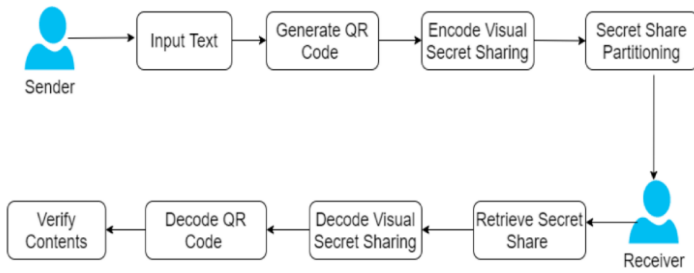 Sender
Input Text
Generate QR
Code
Encode Visual
Secret Sharing
Secret Share
Partitioning
Receiver
Retrieve Secret
Share
Decode Visual
Secret Sharing
Decode QR
Code
Verify
Contents